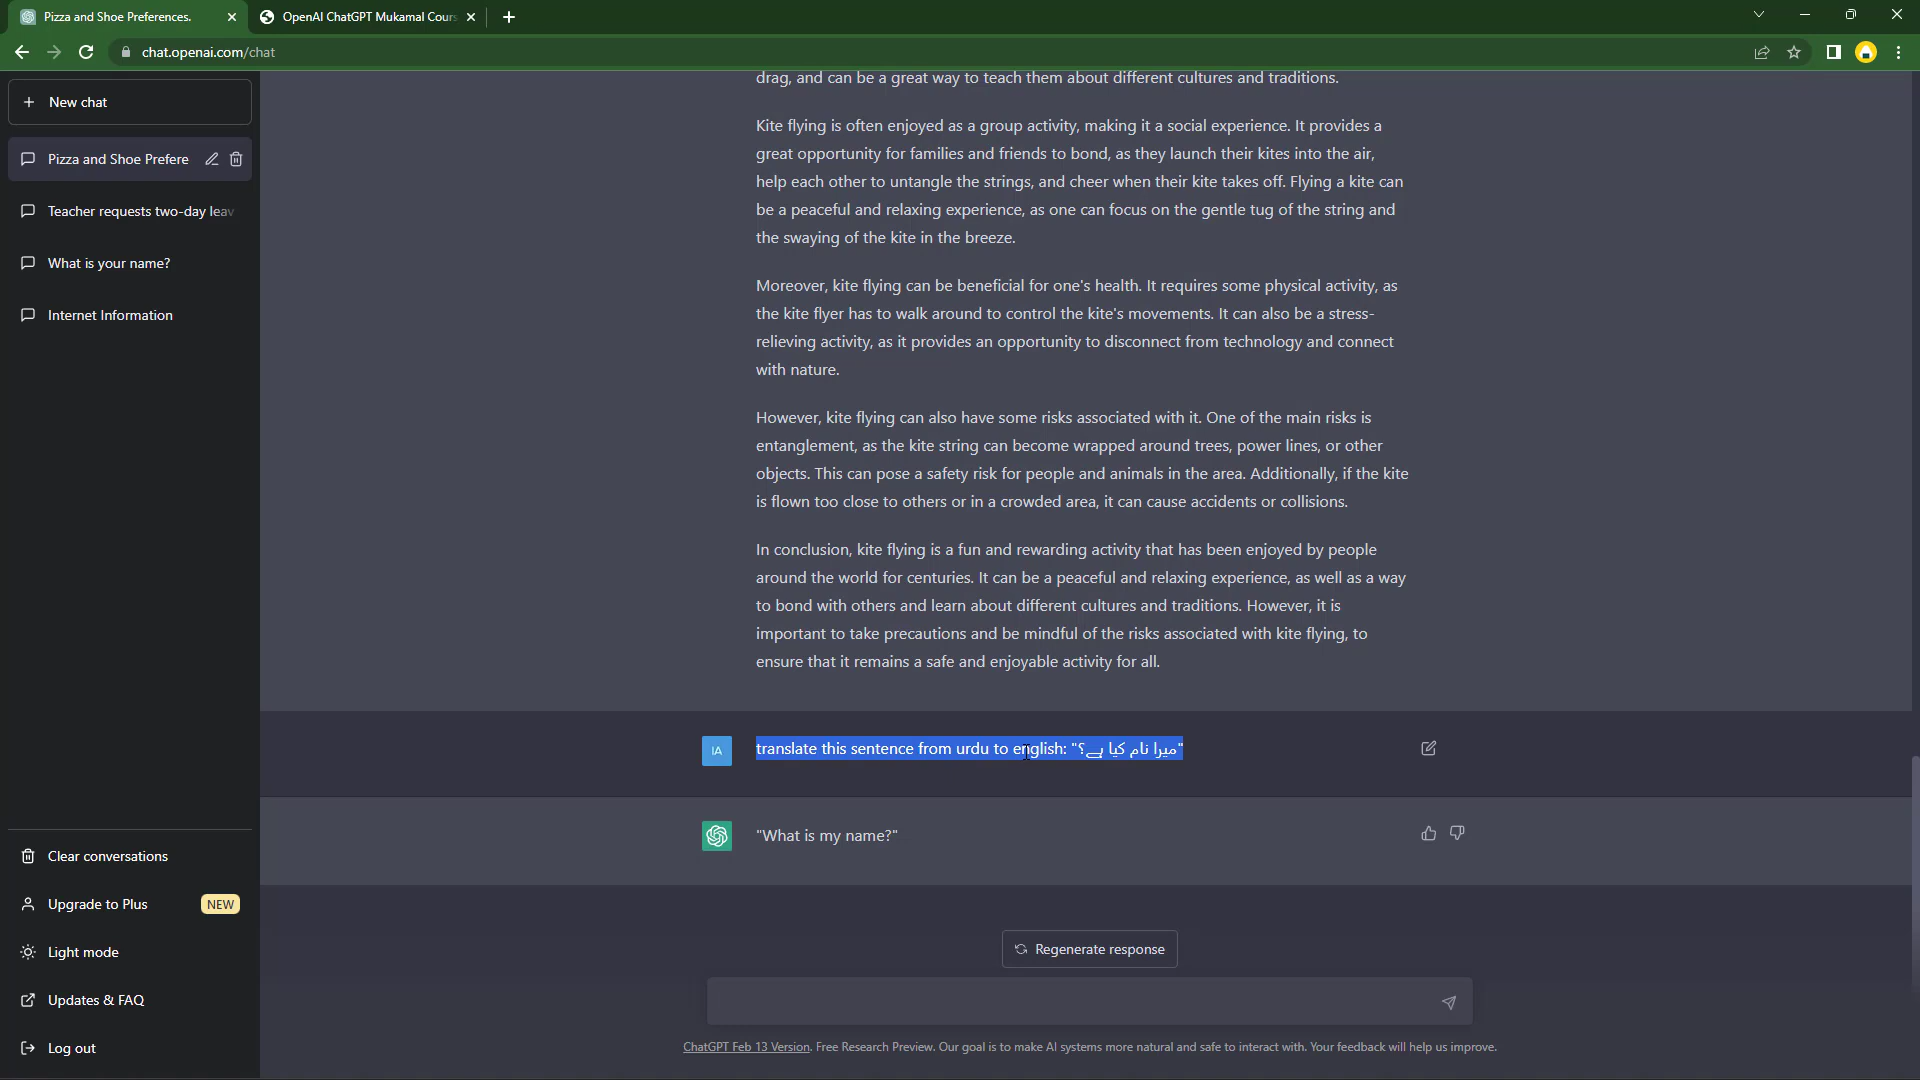 Pizza and Shoe Preferences.
OpenAI ChatGPT Mukamal Cours
chat.openai.com/chat
New chat
Pizza and Shoe Prefere
Teacher requests two-day leav
What is your name?
Internet Information
Clear conversations
Upgrade to Plus NEW
Light mode
Updates & FAQ
Log out
drag, and can be a great way to teach them about different cultures and traditions.
Kite flying is often enjoyed as a group activity, making it a social experience. It provides a
great opportunity for families and friends to bond, as they launch their kites into the air,
help each other to untangle the strings, and cheer when their kite takes off. Flying a kite can
be a peaceful and relaxing experience, as one can focus on the gentle tug of the string and
the swaying of the kite in the breeze.
Moreover, kite flying can be beneficial for one's health. It requires some physical activity, as
the kite flyer has to walk around to control the kite's movements. It can also be a stress-
relieving activity, as it provides an opportunity to disconnect from technology and connect
with nature.
However, kite flying can also have some risks associated with it. One of the main risks is
entanglement, as the kite string can become wrapped around trees, power lines, or other
objects. This can pose a safety risk for people and animals in the area. Additionally, if the kite
is flown too close to others or in a crowded area, it can cause accidents or collisions.
In conclusion, kite flying is a fun and rewarding activity that has been enjoyed by people
around the world for centuries. It can be a peaceful and relaxing experience, as well as a way
to bond with others and learn about different cultures and traditions. However, it is
important to take precautions and be mindful of the risks associated with kite flying, to
ensure that it remains a safe and enjoyable activity for all.
IA
translate this sentence from urdu to english: "میرا نام کیا ہے؟"
"What is my name?"
Regenerate response
ChatGPT Feb 13 Version. Free Research Preview. Our goal is to make AI systems more natural and safe to interact with. Your feedback will help us improve.